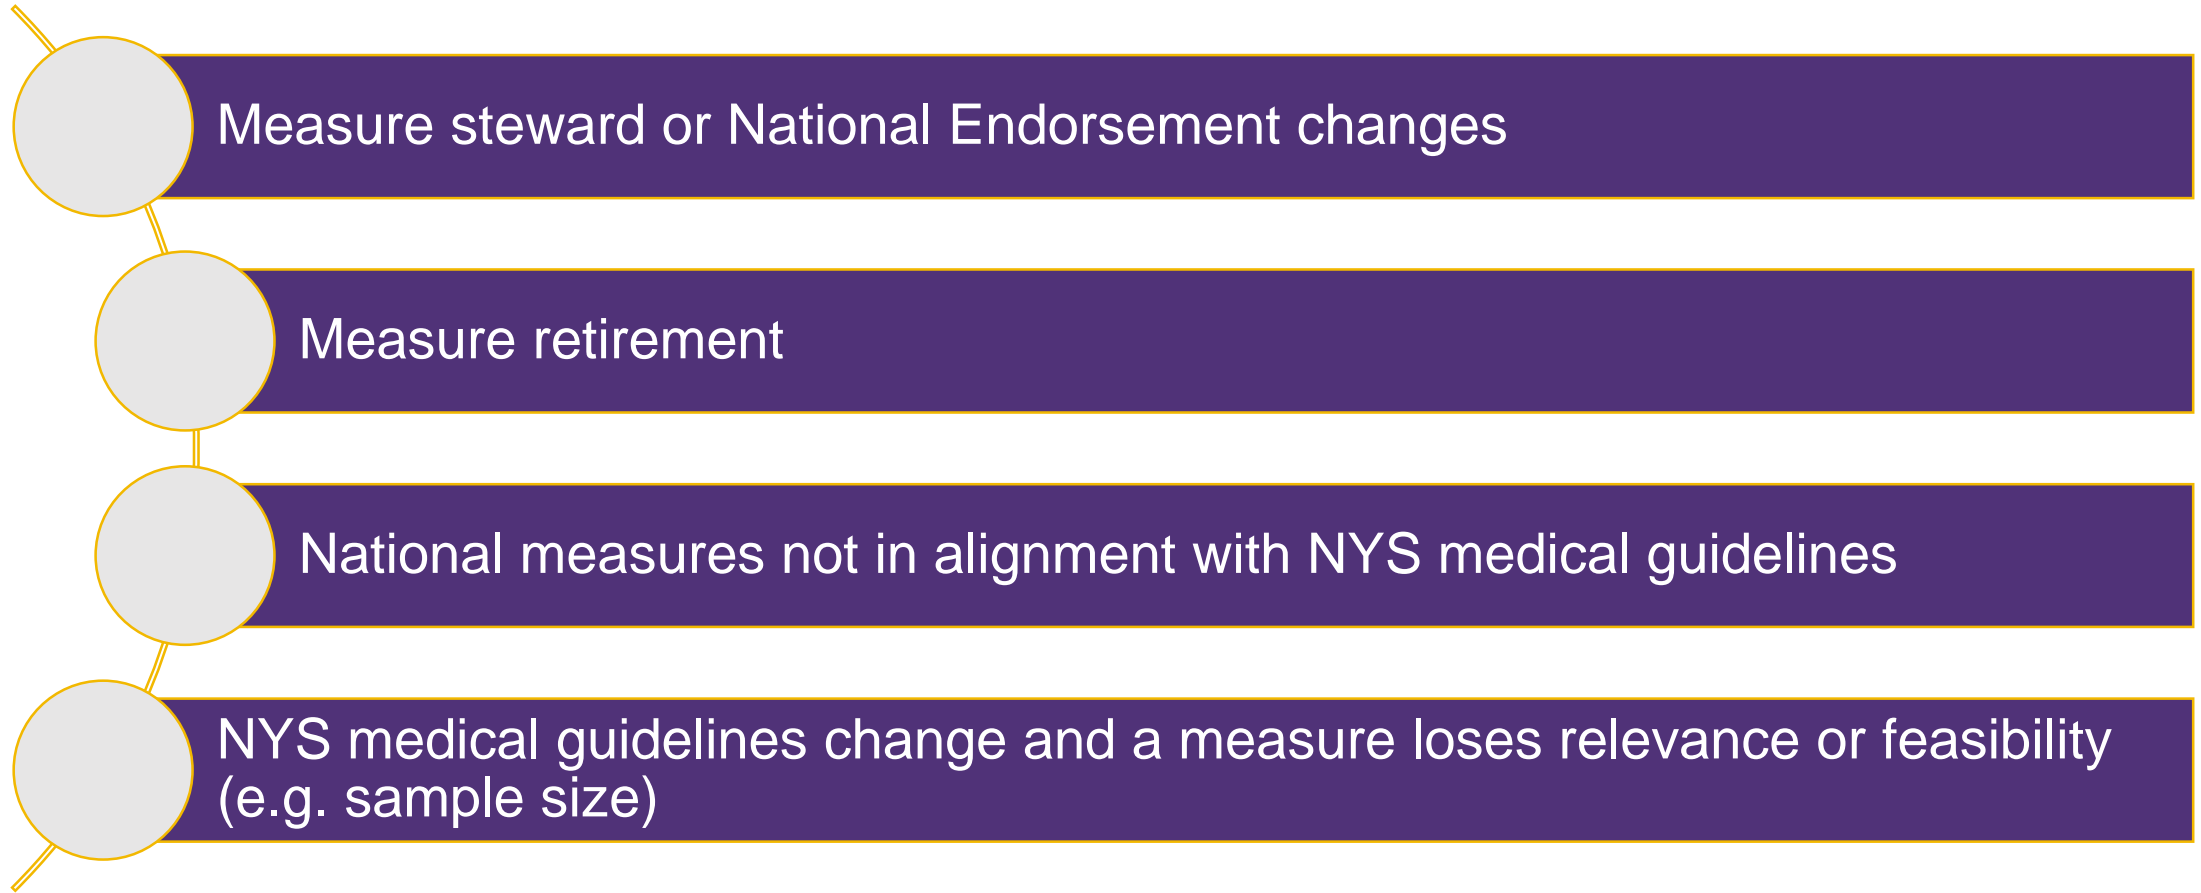 Measure steward or National Endorsement changes
Measure retirement
National measures not in alignment with NYS medical guidelines
NYS medical guidelines change and a measure loses relevance or feasibility
(e.g. sample size)